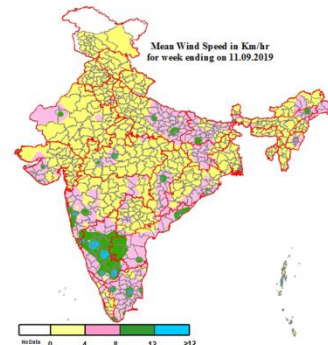 Mean Wind Speed in Km/hr
for week ending on 11.09.2019
No Data 0 4 8 12 >12